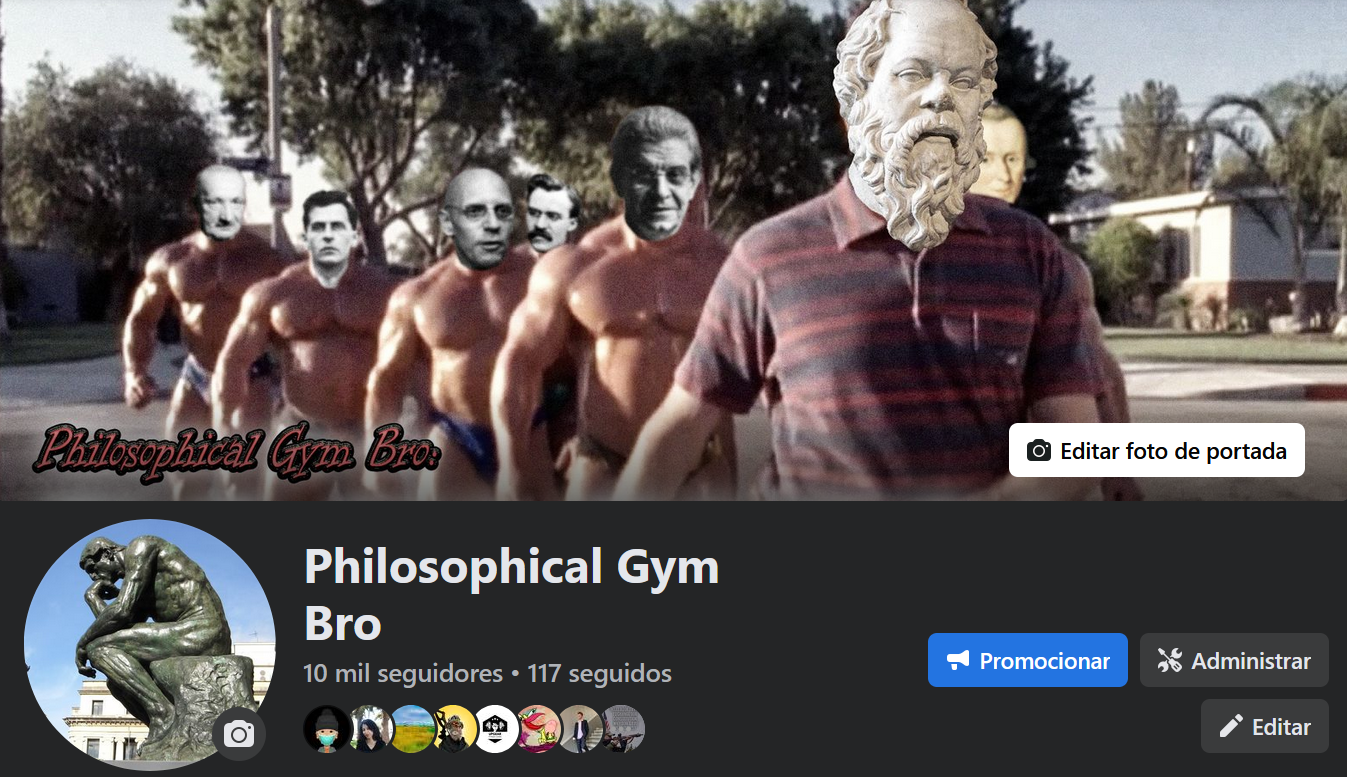 Philosophical Gym Bro:
Editar foto de portada
Philosophical Gym
Bro
10 mil seguidores • 117 seguidos
Promocionar
Administrar
Editar